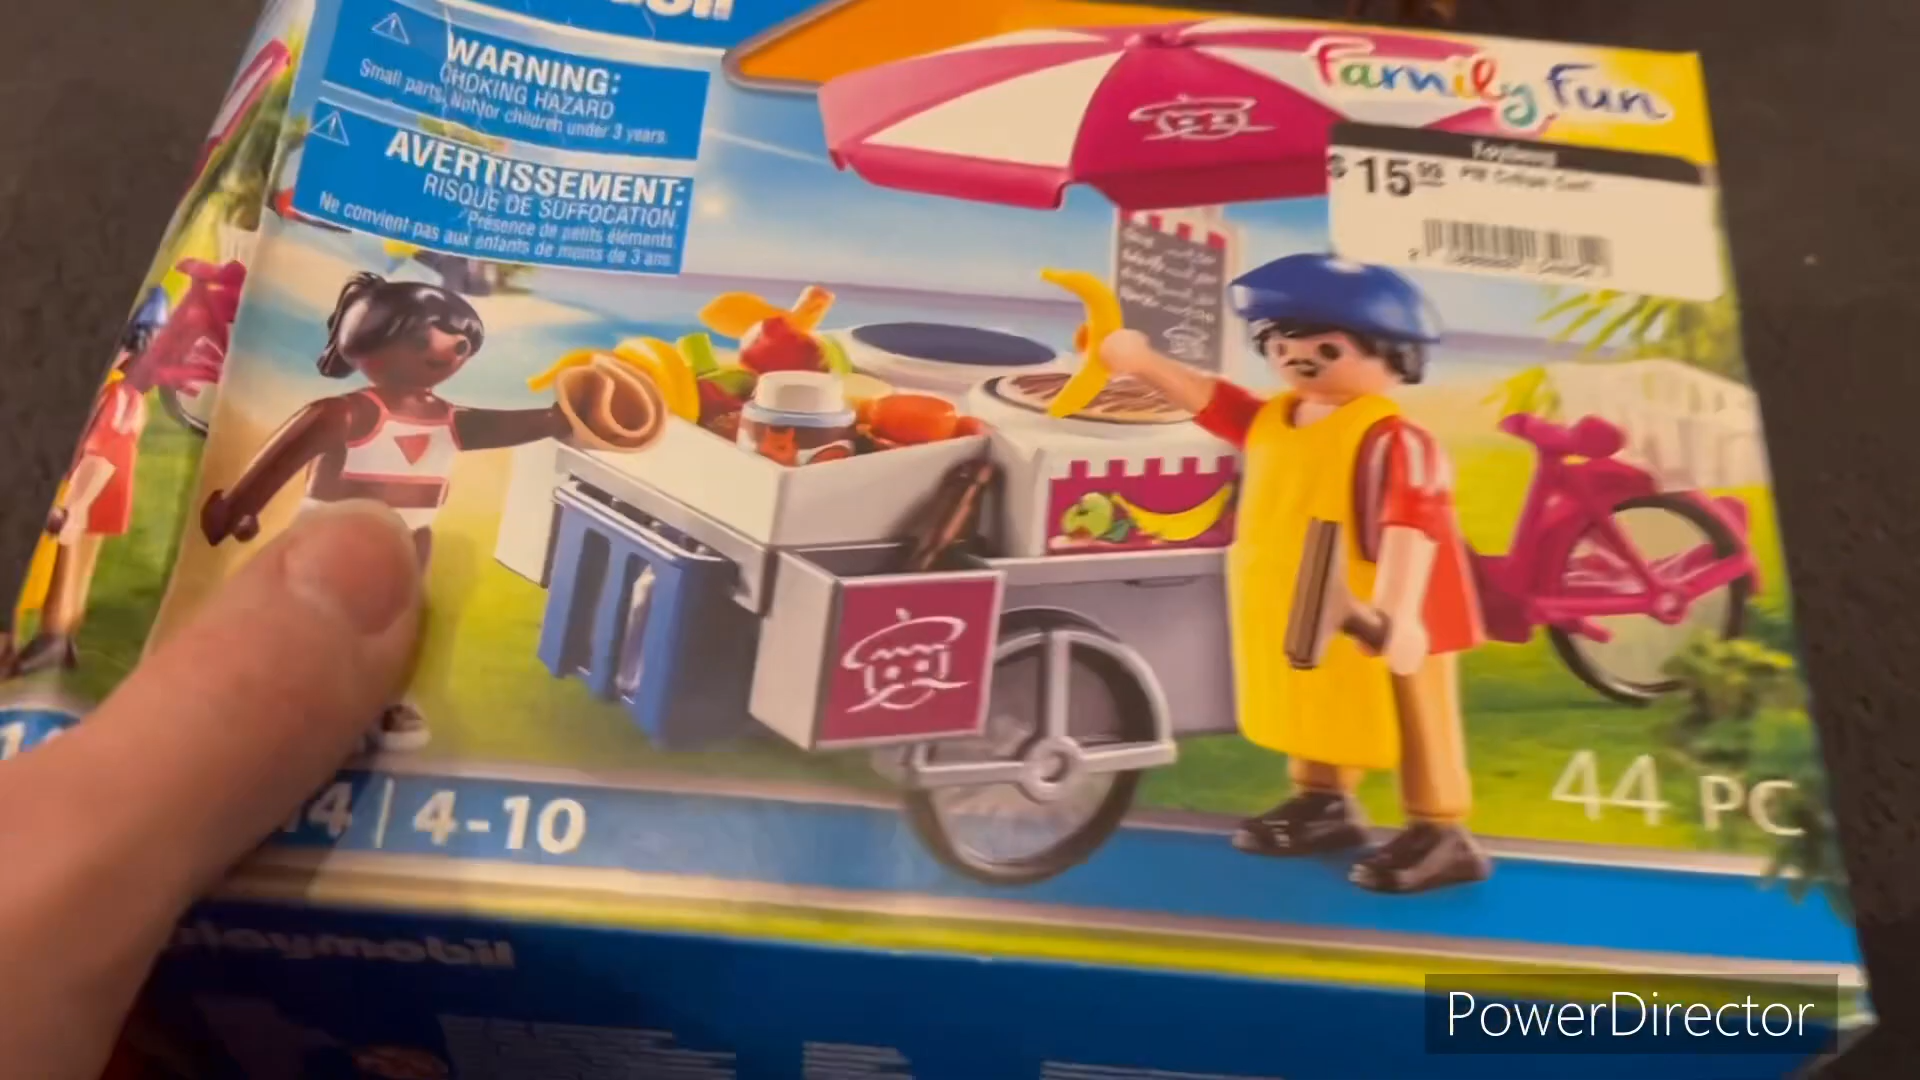 WARNING:
CHOKING HAZARD
Small parts. Not for children under 3 years.
AVERTISSEMENT:
RISQUE DE SUFFOCATION.
Présence de petits éléments.
Ne convient pas aux enfants de moins de 3 ans.
Family Fun
$15.99
4-10
44 PC
PowerDirector